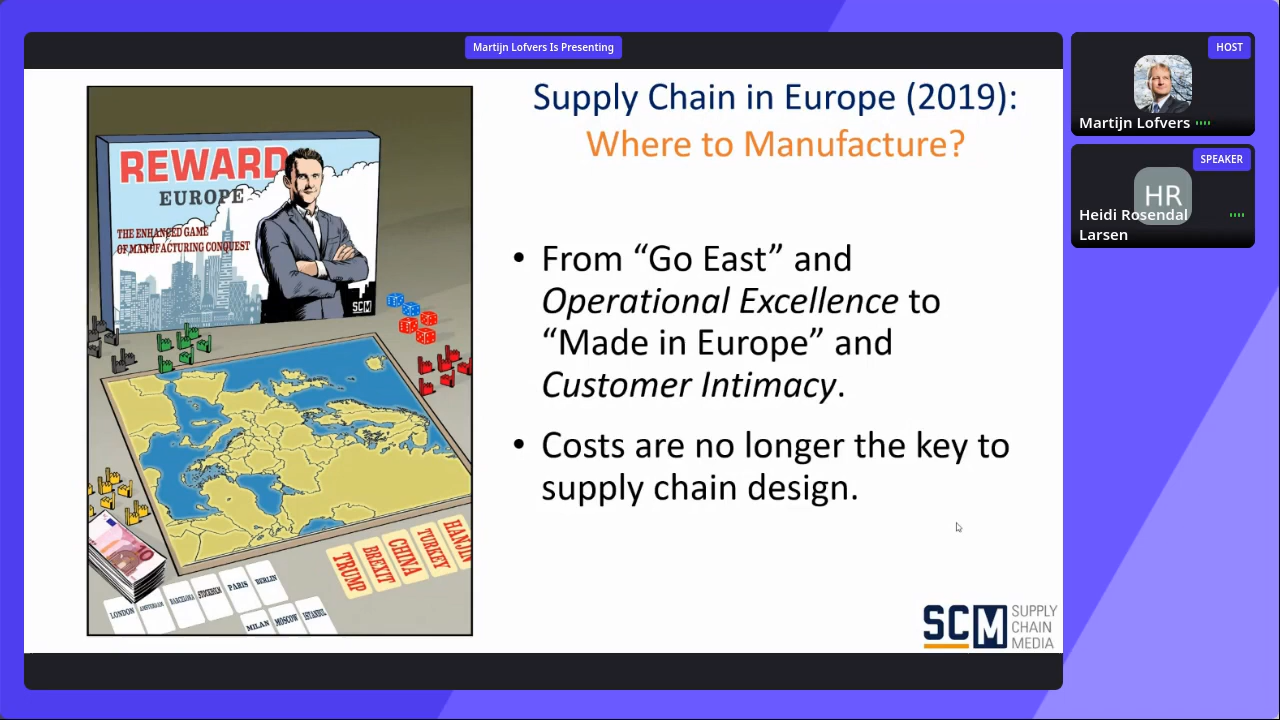 Martijn Lofvers Is Presenting
HOST
Martijn Lofvers
SPEAKER
HR
Heidi Rosendal
Larsen
Supply Chain in Europe (2019):
Where to Manufacture?
• From “Go East” and
Operational Excellence to
“Made in Europe” and
Customer Intimacy.
• Costs are no longer the key to
supply chain design.
REWARD
EUROPE
THE ENHANCED GAME
OF MANUFACTURING CONQUEST
SCM
TRUMP
BREXIT
CHINA
TURKEY
HANJIN
LONDON
AMSTERDAM
BARCELONA
STOCKHOLM
PARIS
BERLIN
MILAN
MOSCOW
ISTANBUL
10
SCM
SUPPLY
CHAIN
MEDIA